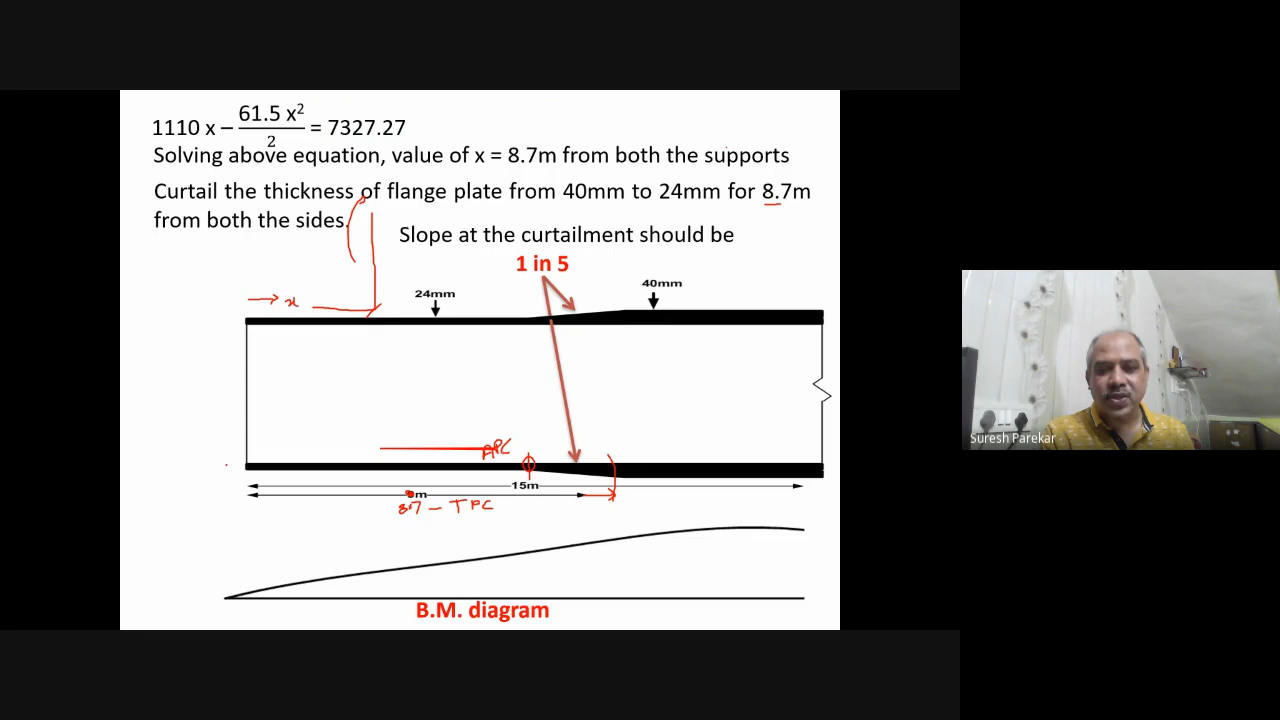 1110 x – 61.5 x² / 2 = 7327.27
Solving above equation, value of x = 8.7m from both the supports
Curtail the thickness of flange plate from 40mm to 24mm for 8.7m
from both the sides.
Slope at the curtailment should be
1 in 5
x
24mm
40mm
APC
15m
8.7 – TPC
B.M. diagram
Suresh Parekar